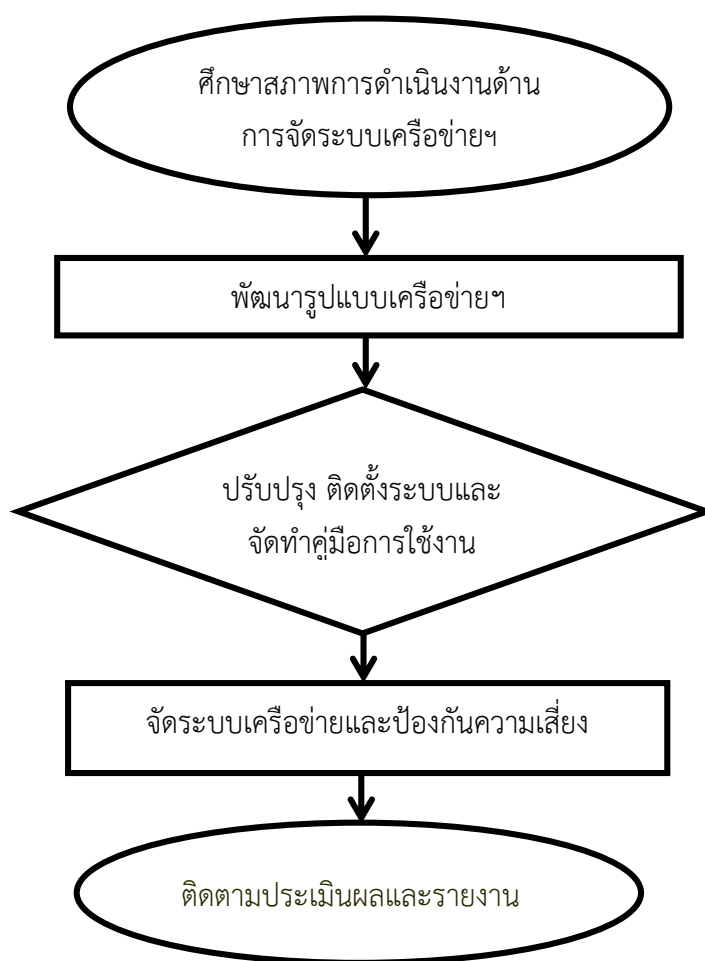 ศึกษาสภาพการดำเนินงานด้าน
การจัดระบบเครือข่ายฯ
พัฒนารูปแบบเครือข่ายฯ
ปรับปรุง ติดตั้งระบบและ
จัดทำคู่มือการใช้งาน
จัดระบบเครือข่ายและป้องกันความเสี่ยง
ติดตามประเมินผลและรายงาน